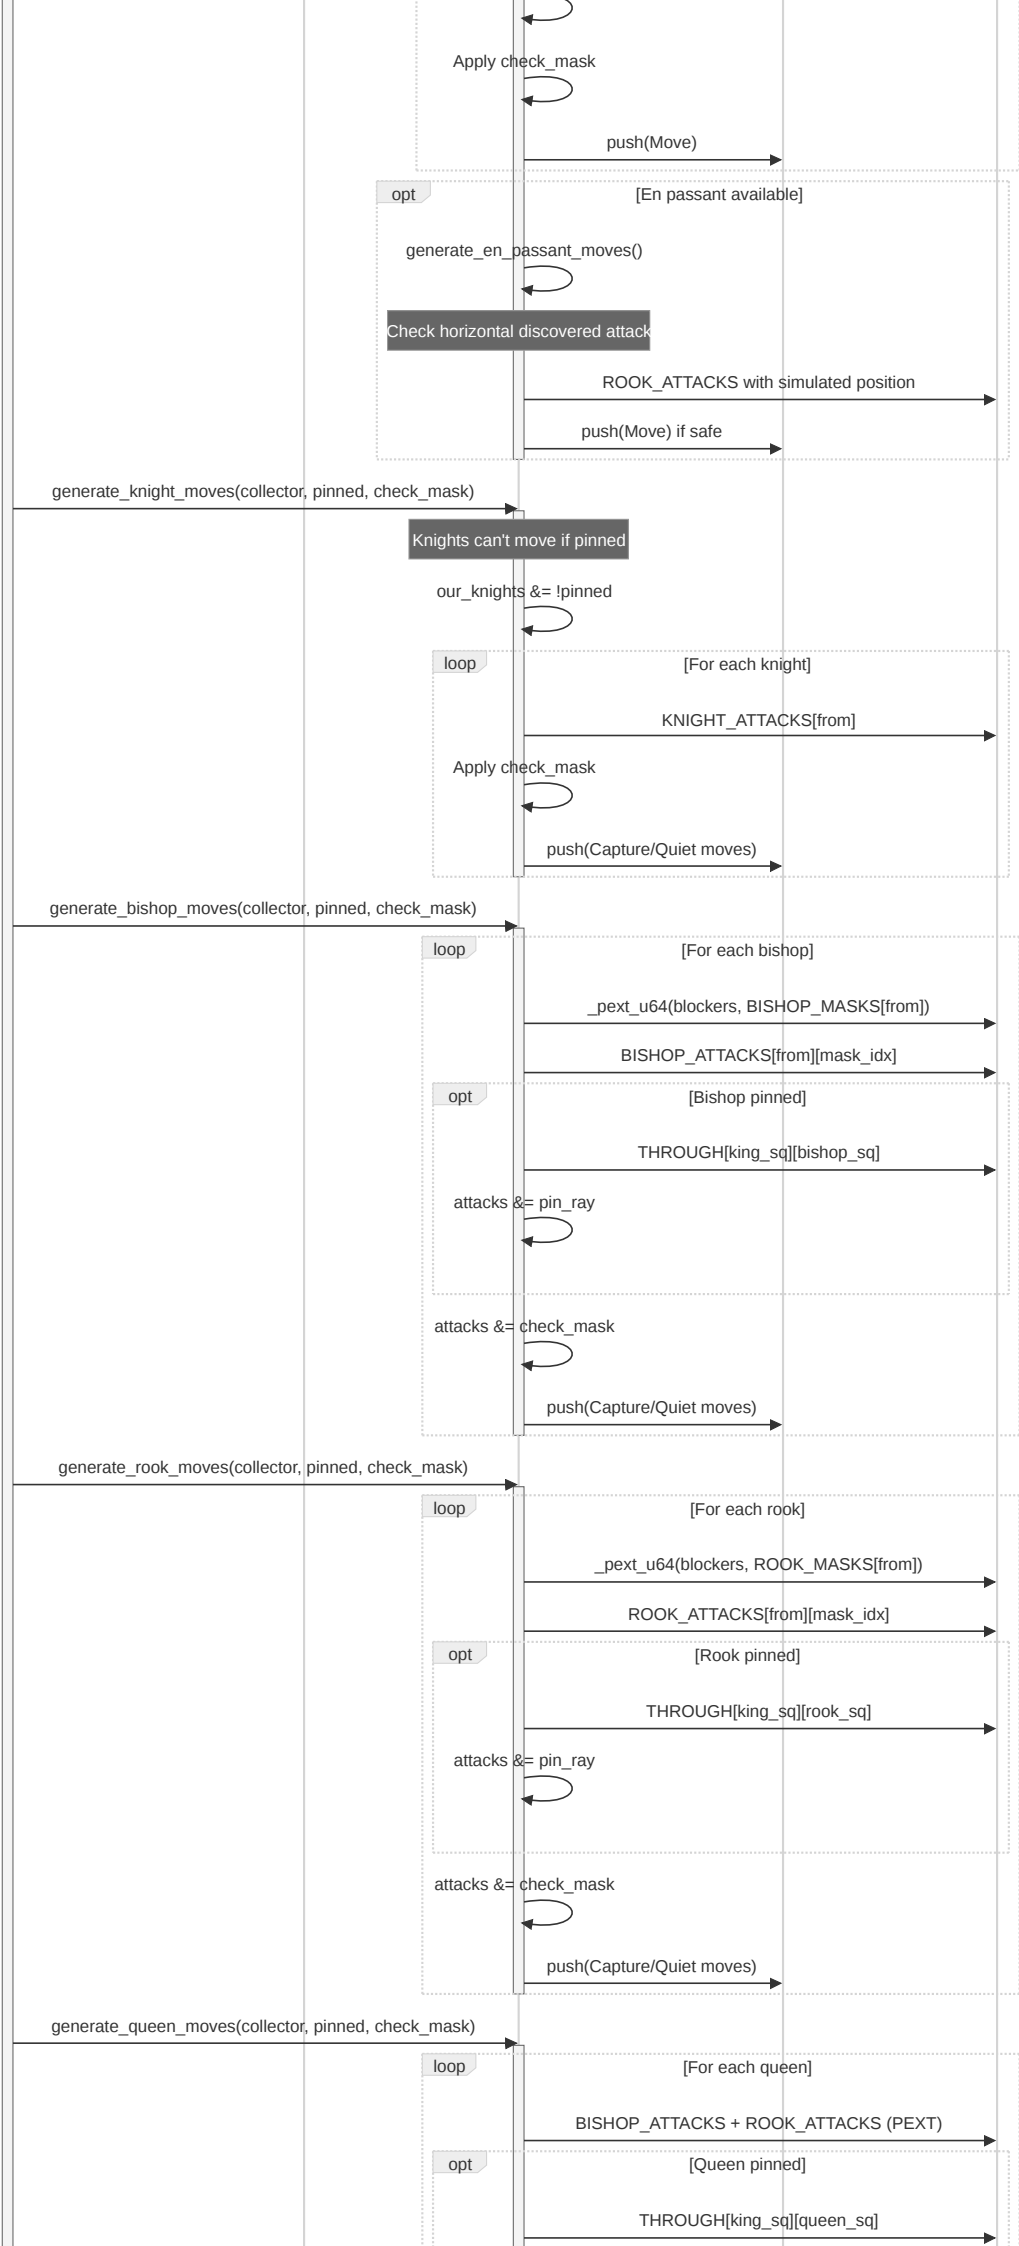 Apply check_mask
push(Move)
opt
[En passant available]
generate_en_passant_moves()
Check horizontal discovered attack
ROOK_ATTACKS with simulated position
push(Move) if safe
generate_knight_moves(collector, pinned, check_mask)
Knights can't move if pinned
our_knights &= !pinned
loop
[For each knight]
KNIGHT_ATTACKS[from]
Apply check_mask
push(Capture/Quiet moves)
generate_bishop_moves(collector, pinned, check_mask)
loop
[For each bishop]
_pext_u64(blockers, BISHOP_MASKS[from])
BISHOP_ATTACKS[from][mask_idx]
opt
[Bishop pinned]
THROUGH[king_sq][bishop_sq]
attacks &= pin_ray
attacks &= check_mask
push(Capture/Quiet moves)
generate_rook_moves(collector, pinned, check_mask)
loop
[For each rook]
_pext_u64(blockers, ROOK_MASKS[from])
ROOK_ATTACKS[from][mask_idx]
opt
[Rook pinned]
THROUGH[king_sq][rook_sq]
attacks &= pin_ray
attacks &= check_mask
push(Capture/Quiet moves)
generate_queen_moves(collector, pinned, check_mask)
loop
[For each queen]
BISHOP_ATTACKS + ROOK_ATTACKS (PEXT)
opt
[Queen pinned]
THROUGH[king_sq][queen_sq]